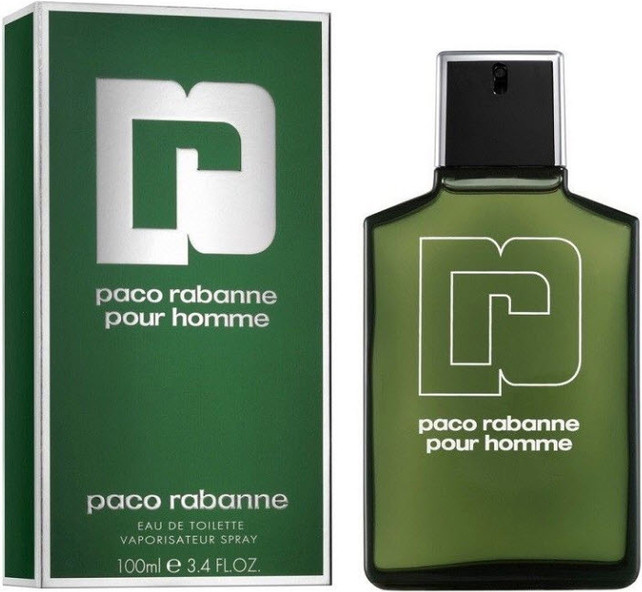 paco rabanne
pour homme
paco rabanne
EAU DE TOILETTE
VAPORISATEUR SPRAY
100ml e 3.4 FL.OZ.
paco rabanne
pour homme